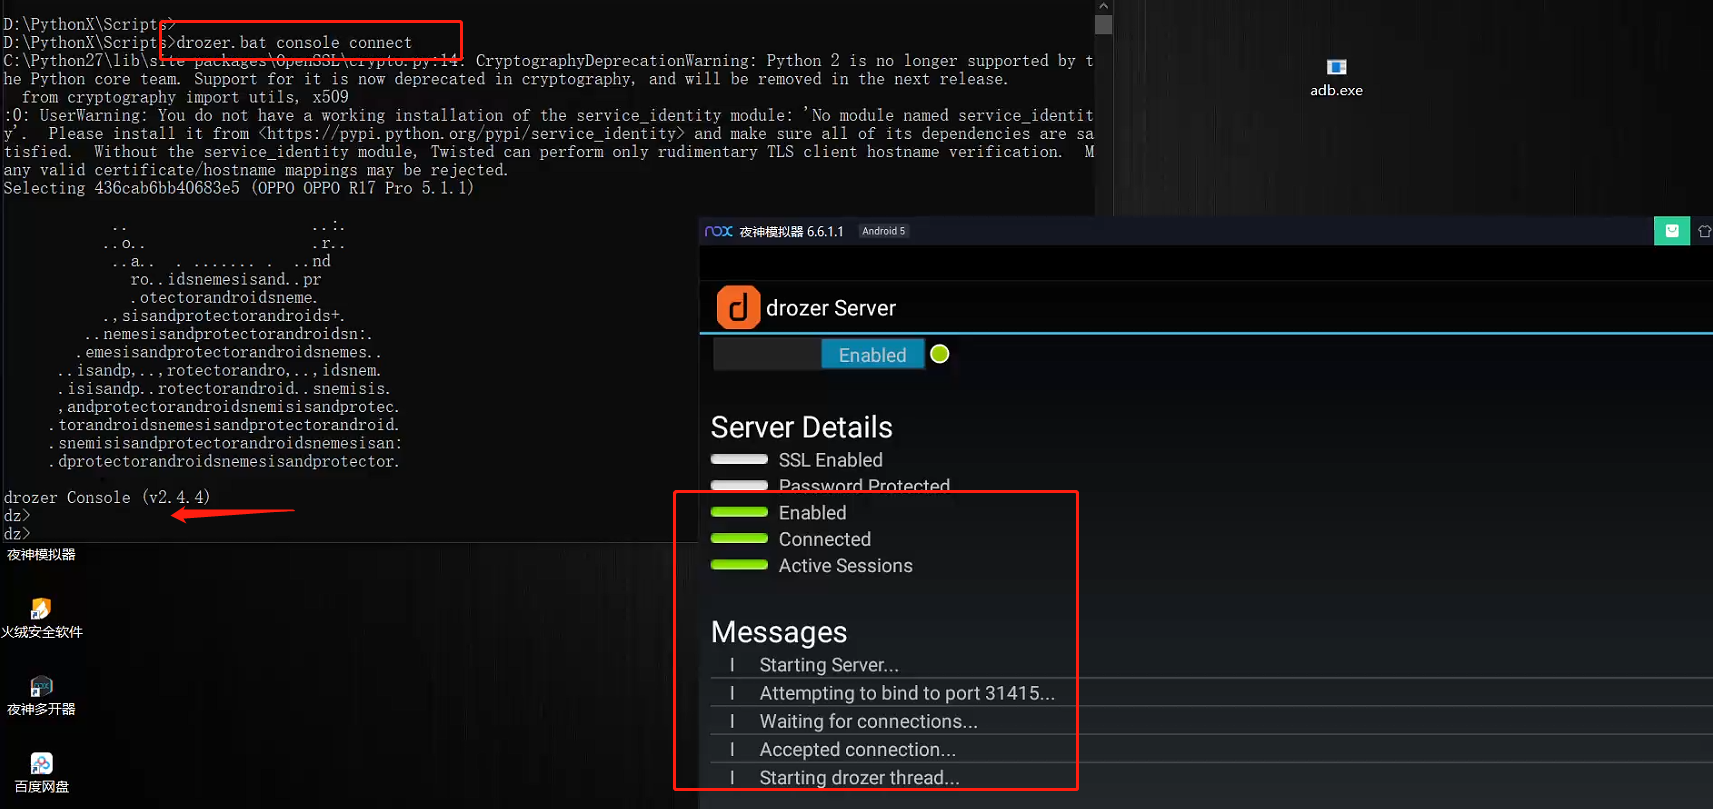 D:\PythonX\Scripts>
D:\PythonX\Scripts>drozer.bat console connect
C:\Python27\lib\site-packages\OpenSSL\crypto.py:14: CryptographyDeprecationWarning: Python 2 is no longer supported by t
he Python core team. Support for it is now deprecated in cryptography, and will be removed in the next release.
from cryptography import utils, x509
:0: UserWarning: You do not have a working installation of the service_identity module: 'No module named service_identit
y'.  Please install it from <https://pypi.python.org/pypi/service_identity> and make sure all of its dependencies are sa
tisfied.  Without the service_identity module, Twisted can perform only rudimentary TLS client hostname verification.  M
any valid certificate/hostname mappings may be rejected.
Selecting 436cab6bb40683e5 (OPPO OPPO R17 Pro 5.1.1)
..                    ..:.
..o..                  .r..
..a..  . ....... .  ..nd
ro..idsnemesisand..pr
.otectorandroidsneme.
.,sisandprotectorandroids+.
..nemesisandprotectorandroidsn:.
.emesisandprotectorandroidsnemes..
..isandp,..,rotectorandro,..,idsnem.
.isisandp..rotectorandroid..snemisis.
,andprotectorandroidsnemisisandprotec.
.torandroidsnemesisandprotectorandroid.
.snemisisandprotectorandroidsnemesisan:
.dprotectorandroidsnemesisandprotector.
drozer Console (v2.4.4)
dz>
dz>
夜神模拟器
火绒安全软件
夜神多开器
百度网盘
adb.exe
nox 夜神模拟器 6.6.1.1 Android 5
d drozer Server
Enabled
Server Details
SSL Enabled
Password Protected
Enabled
Connected
Active Sessions
Messages
I Starting Server...
I Attempting to bind to port 31415...
I Waiting for connections...
I Accepted connection...
I Starting drozer thread...